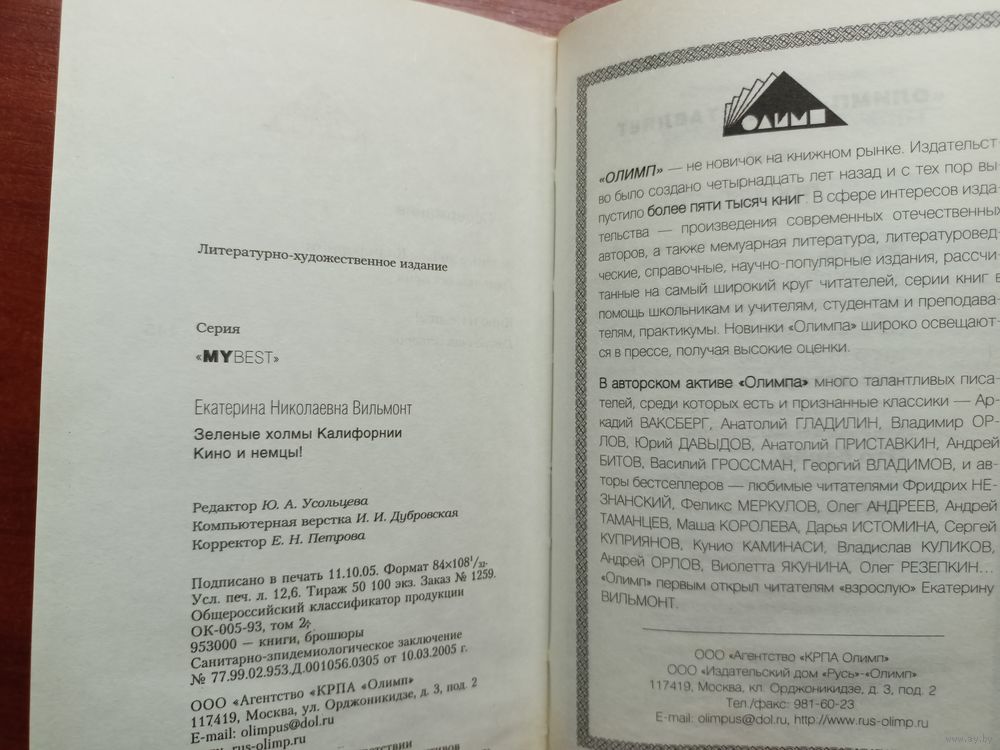 Литературно-художественное издание
Серия
«MYBEST»
Екатерина Николаевна Вильмонт
Зеленые холмы Калифорнии
Кино и немцы!
Редактор Ю. А. Усольцева
Компьютерная верстка И. И. Дубровская
Корректор Е. Н. Петрова
Подписано в печать 11.10.05. Формат 84×108¹/₃₂.
Усл. печ. л. 12,6. Тираж 50 100 экз. Заказ № 1259.
Общероссийский классификатор продукции
ОК-005-93, том 2;
953000 — книги, брошюры
Санитарно-эпидемиологическое заключение
№ 77.99.02.953.Д.001056.0305 от 10.03.2005 г.
ООО «Агентство «КРПА «Олимп»
117419, Москва, ул. Орджоникидзе, д. 3, под. 2
E-mail: olimpus@dol.ru
www.rus-olimp.ru
ОЛИМП
«ОЛИМП» — не новичок на книжном рынке. Издательст-
во было создано четырнадцать лет назад и с тех пор вы-
пустило более пяти тысяч книг. В сфере интересов изда-
тельства — произведения современных отечественных
авторов, а также мемуарная литература, литературовед-
ческие, справочные, научно-популярные издания, рассчи-
танные на самый широкий круг читателей, серии книг в
помощь школьникам и учителям, студентам и преподава-
телям, практикумы. Новинки «Олимпа» широко освещают-
ся в прессе, получая высокие оценки.
В авторском активе «Олимпа» много талантливых писа-
телей, среди которых есть и признанные классики — Ар-
кадий ВАКСБЕРГ, Анатолий ГЛАДИЛИН, Владимир ОР-
ЛОВ, Юрий ДАВЫДОВ, Анатолий ПРИСТАВКИН, Андрей
БИТОВ, Василий ГРОССМАН, Георгий ВЛАДИМОВ, и ав-
торы бестселлеров — любимые читателями Фридрих НЕ-
ЗНАНСКИЙ, Феликс МЕРКУЛОВ, Олег АНДРЕЕВ, Андрей
ТАМАНЦЕВ, Маша КОРОЛЕВА, Дарья ИСТОМИНА, Сергей
КУПРИЯНОВ, Кунио КАМИНАСИ, Владислав КУЛИКОВ,
Андрей ОРЛОВ, Виолетта ЯКУНИНА, Олег РЕЗЕПКИН...
«Олимп» первым открыл читателям «взрослую» Екатерину
ВИЛЬМОНТ.
ООО «Агентство «КРПА Олимп»
ООО «Издательский дом «Русь»-«Олимп»
117419, Москва, кл. Орджоникидзе, д. 3, под. 2
Тел./факс: 981-60-23
E-mail: olimpus@dol.ru, http://www.rus-olimp.ru
www.ay.by